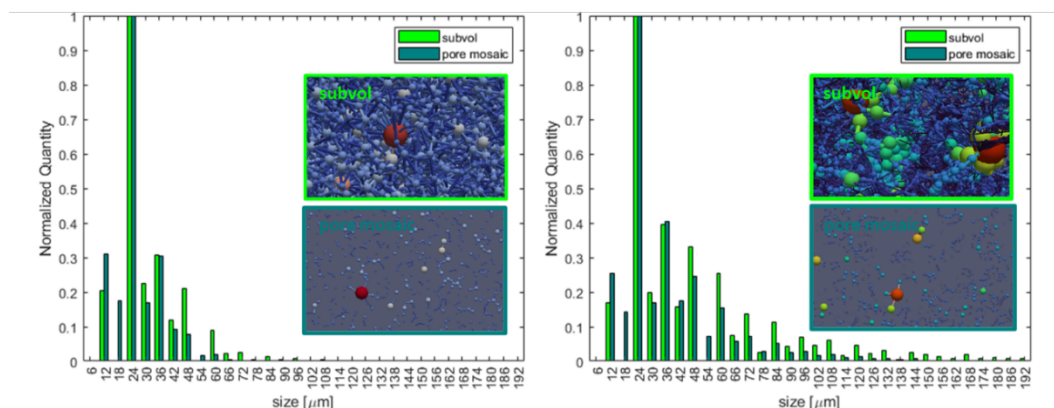 1
0.9
0.8
0.7
0.6
0.5
0.4
0.3
0.2
0.1
0
Normalized Quantity
subvol
pore mosaic
subvol
pore mosaic
6 12 18 24 30 36 42 48 54 60 66 72 78 84 90 96 102 108 114 120 126 132 138 144 150 156 162 168 174 180 186 192
size [μm]
1
0.9
0.8
0.7
0.6
0.5
0.4
0.3
0.2
0.1
0
Normalized Quantity
subvol
pore mosaic
subvol
pore mosaic
6 12 18 24 30 36 42 48 54 60 66 72 78 84 90 96 102 108 114 120 126 132 138 144 150 156 162 168 174 180 186 192
size [μm]